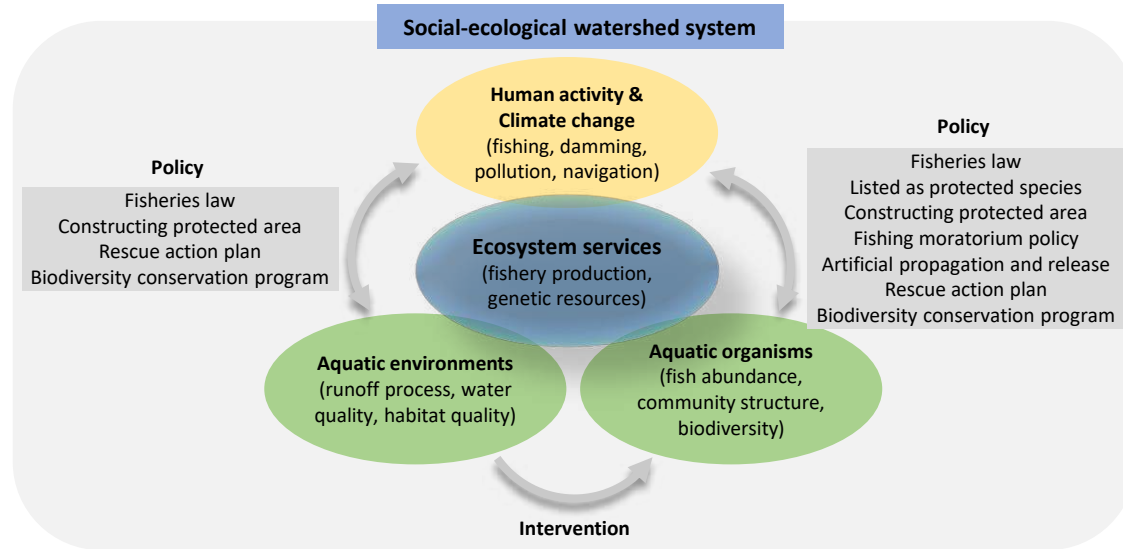 Social-ecological watershed system
Human activity &
Climate change
(fishing, damming,
pollution, navigation)
Policy
Fisheries law
Constructing protected area
Rescue action plan
Biodiversity conservation program
Policy
Fisheries law
Listed as protected species
Constructing protected area
Fishing moratorium policy
Artificial propagation and release
Rescue action plan
Biodiversity conservation program
Ecosystem services
(fishery production,
genetic resources)
Aquatic environments
(runoff process, water
quality, habitat quality)
Aquatic organisms
(fish abundance,
community structure,
biodiversity)
Intervention